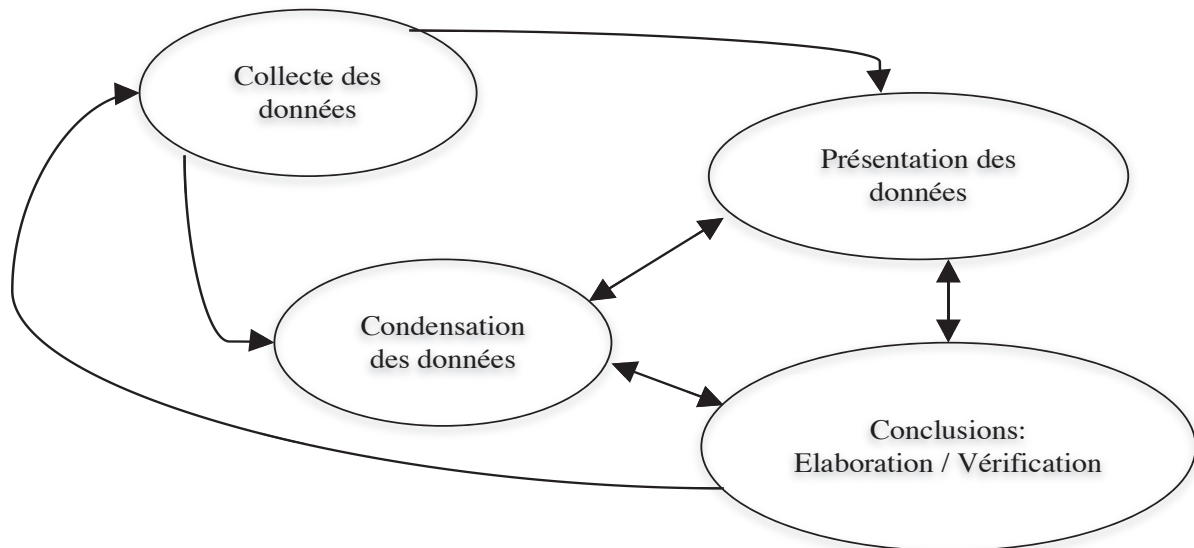 Collecte des
données
Présentation des
données
Condensation
des données
Conclusions:
Elaboration / Vérification